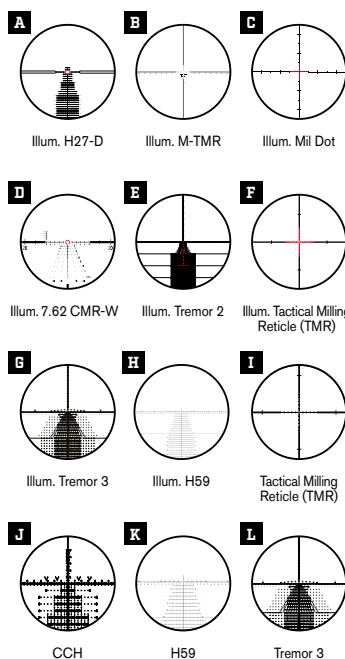 A
B
C
Illum. H27-D
Illum. M-TMR
Illum. Mil Dot
D
E
F
Illum. 7.62 CMR-W
Illum. Tremor 2
Illum. Tactical Milling
Reticle (TMR)
G
H
I
Illum. Tremor 3
Illum. H59
Tactical Milling
Reticle (TMR)
J
K
L
CCH
H59
Tremor 3